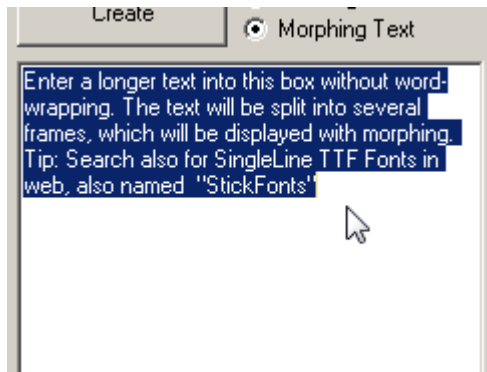 Create
Morphing Text
Enter a longer text into this box without word-
wrapping. The text will be split into several
frames, which will be displayed with morphing.
Tip: Search also for SingleLine TTF Fonts in
web, also named  "StickFonts"